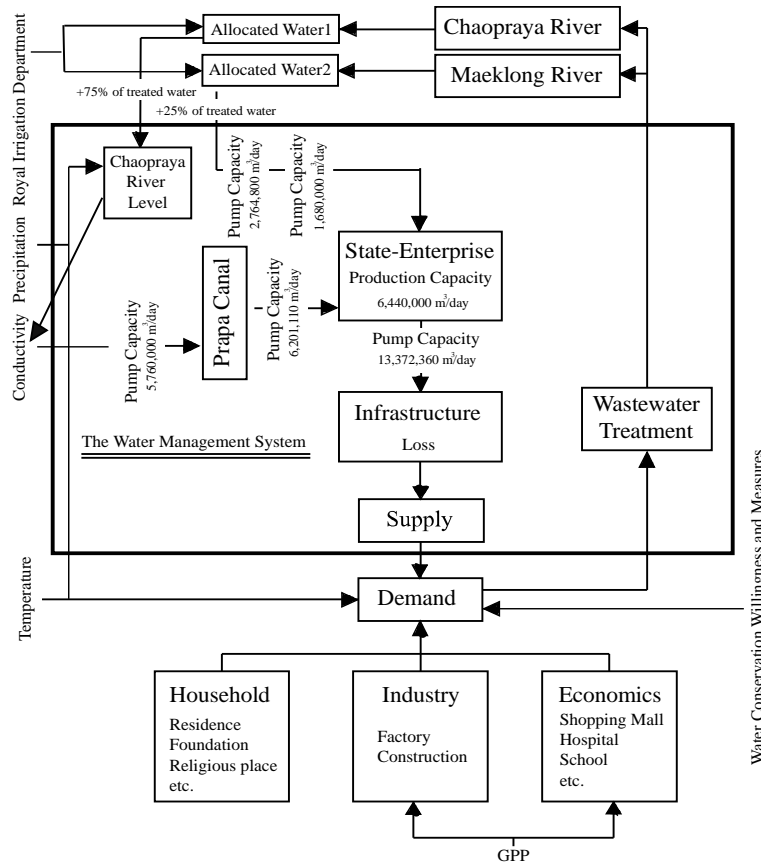 Allocated Water1
Chaopraya River
Allocated Water2
Maeklong River
+75% of treated water
+25% of treated water
Royal Irrigation Department
Precipitation
Conductivity
Temperature
Chaopraya
River
Level
Pump Capacity
2,764,800 m³/day
Pump Capacity
1,680,000 m³/day
State-Enterprise
Production Capacity
6,440,000 m³/day
Prapa Canal
Pump Capacity
6,201,110 m³/day
Pump Capacity
5,760,000 m³/day
Pump Capacity
13,372,360 m³/day
Infrastructure
Loss
Wastewater
Treatment
The Water Management System
Supply
Demand
Water Conservation Willingness and Measures
Household
Residence
Foundation
Religious place
etc.
Industry
Factory
Construction
Economics
Shopping Mall
Hospital
School
etc.
GPP